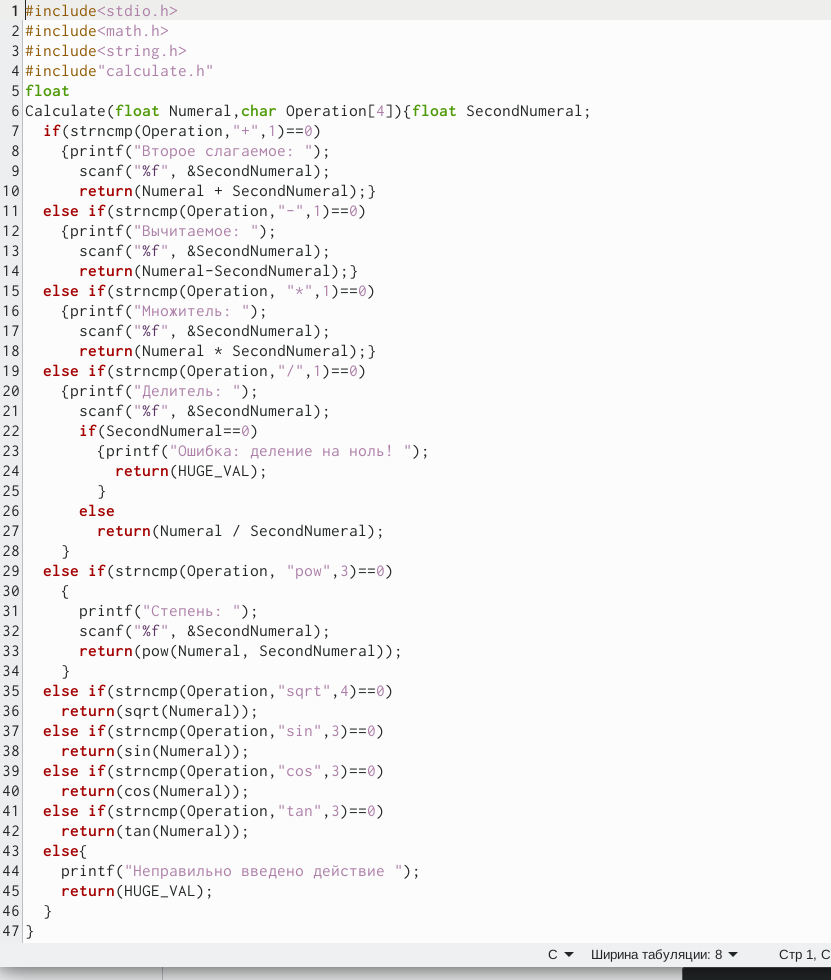 1 #include<stdio.h>
2 #include<math.h>
3 #include<string.h>
4 #include"calculate.h"
5 float
6 Calculate(float Numeral,char Operation[4]){float SecondNumeral;
7 if(strncmp(Operation,"+",1)==0)
8 {printf("Второе слагаемое: ");
9 scanf("%f", &SecondNumeral);
10 return(Numeral + SecondNumeral);}
11 else if(strncmp(Operation,"-",1)==0)
12 {printf("Вычитаемое: ");
13 scanf("%f", &SecondNumeral);
14 return(Numeral-SecondNumeral);}
15 else if(strncmp(Operation, "*",1)==0)
16 {printf("Множитель: ");
17 scanf("%f", &SecondNumeral);
18 return(Numeral * SecondNumeral);}
19 else if(strncmp(Operation,"/",1)==0)
20 {printf("Делитель: ");
21 scanf("%f", &SecondNumeral);
22 if(SecondNumeral==0)
23 {printf("Ошибка: деление на ноль! ");
24 return(HUGE_VAL);
25 }
26 else
27 return(Numeral / SecondNumeral);
28 }
29 else if(strncmp(Operation, "pow",3)==0)
30 {
31 printf("Степень: ");
32 scanf("%f", &SecondNumeral);
33 return(pow(Numeral, SecondNumeral));
34 }
35 else if(strncmp(Operation,"sqrt",4)==0)
36 return(sqrt(Numeral));
37 else if(strncmp(Operation,"sin",3)==0)
38 return(sin(Numeral));
39 else if(strncmp(Operation,"cos",3)==0)
40 return(cos(Numeral));
41 else if(strncmp(Operation,"tan",3)==0)
42 return(tan(Numeral));
43 else{
44 printf("Неправильно введено действие ");
45 return(HUGE_VAL);
46 }
47 }
C Ширина табуляции: 8 Стр 1, С